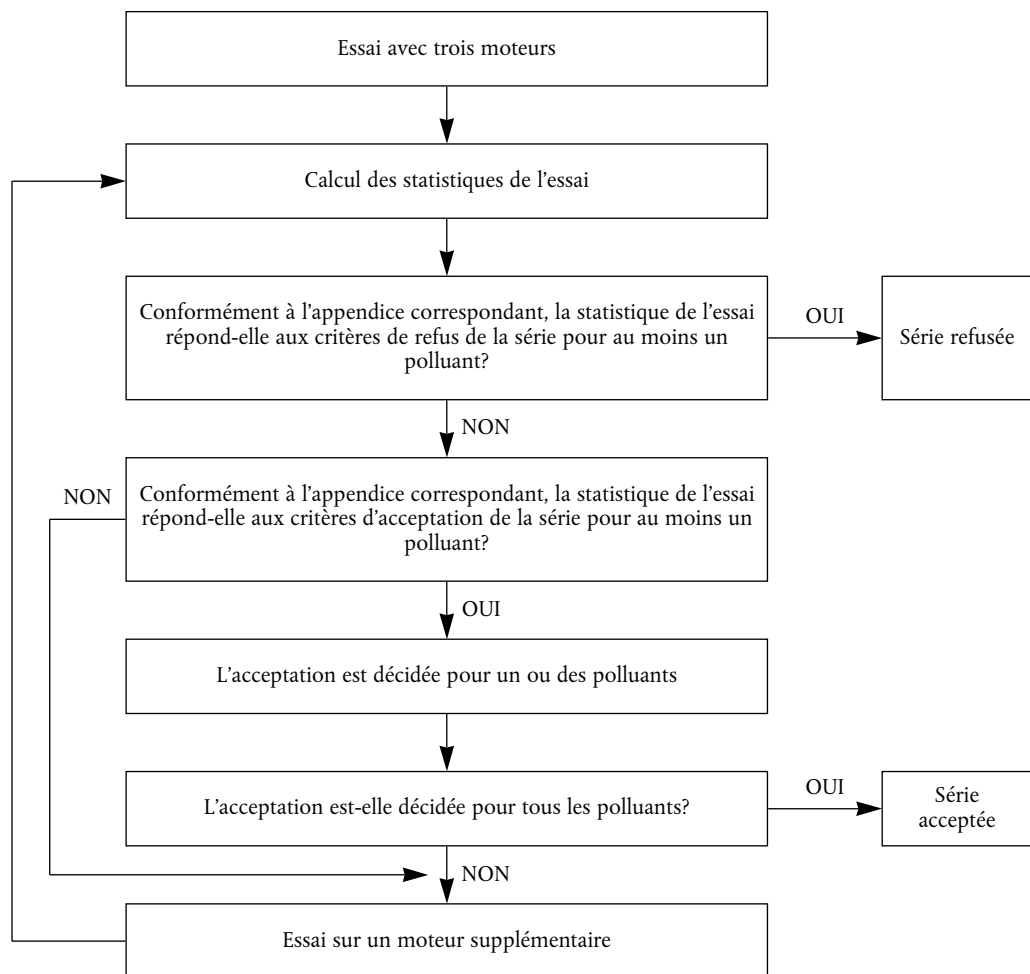 Essai avec trois moteurs
Calcul des statistiques de l'essai
Conformément à l'appendice correspondant, la statistique de l'essai
répond-elle aux critères de refus de la série pour au moins un
polluant?
OUI
Série refusée
NON
NON
Conformément à l'appendice correspondant, la statistique de l'essai
répond-elle aux critères d'acceptation de la série pour au moins un
polluant?
OUI
L'acceptation est décidée pour un ou des polluants
L'acceptation est-elle décidée pour tous les polluants?
OUI
Série
acceptée
NON
Essai sur un moteur supplémentaire